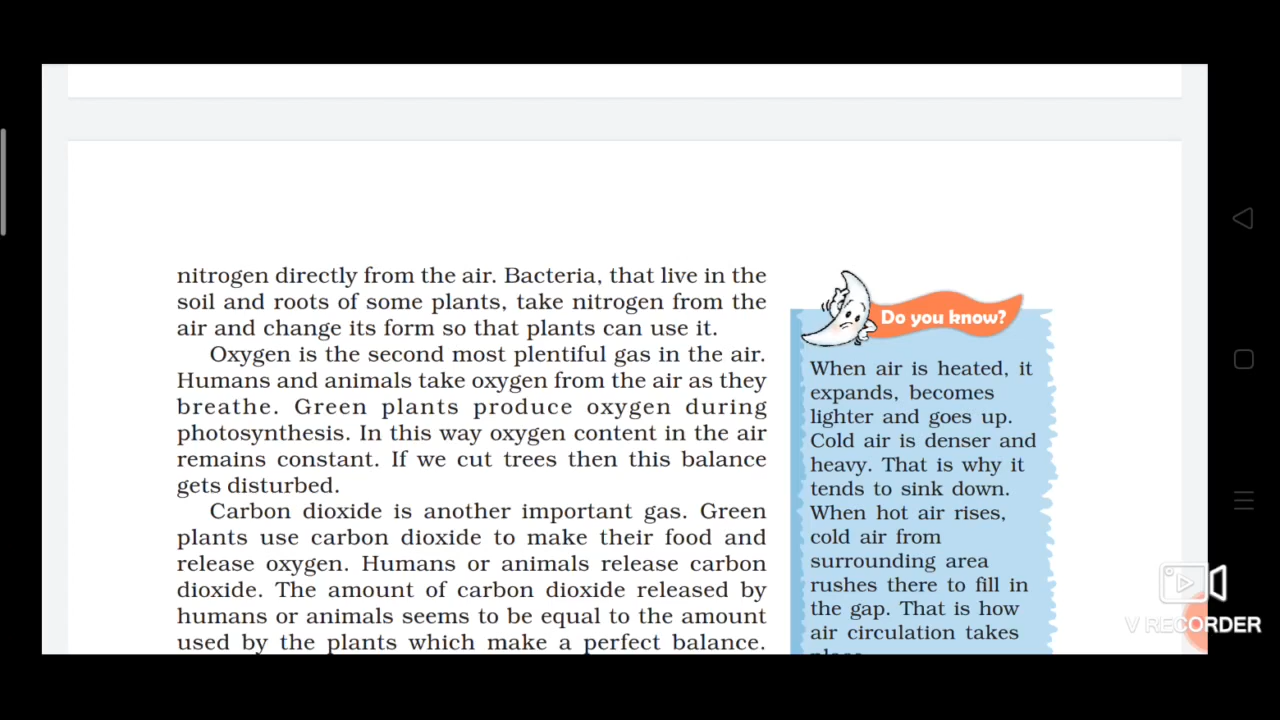 nitrogen directly from the air. Bacteria, that live in the
soil and roots of some plants, take nitrogen from the
air and change its form so that plants can use it.
Oxygen is the second most plentiful gas in the air.
Humans and animals take oxygen from the air as they
breathe. Green plants produce oxygen during
photosynthesis. In this way oxygen content in the air
remains constant. If we cut trees then this balance
gets disturbed.
Carbon dioxide is another important gas. Green
plants use carbon dioxide to make their food and
release oxygen. Humans or animals release carbon
dioxide. The amount of carbon dioxide released by
humans or animals seems to be equal to the amount
used by the plants which make a perfect balance.
Do you know?
When air is heated, it
expands, becomes
lighter and goes up.
Cold air is denser and
heavy. That is why it
tends to sink down.
When hot air rises,
cold air from
surrounding area
rushes there to fill in
the gap. That is how
air circulation takes
V RECORDER